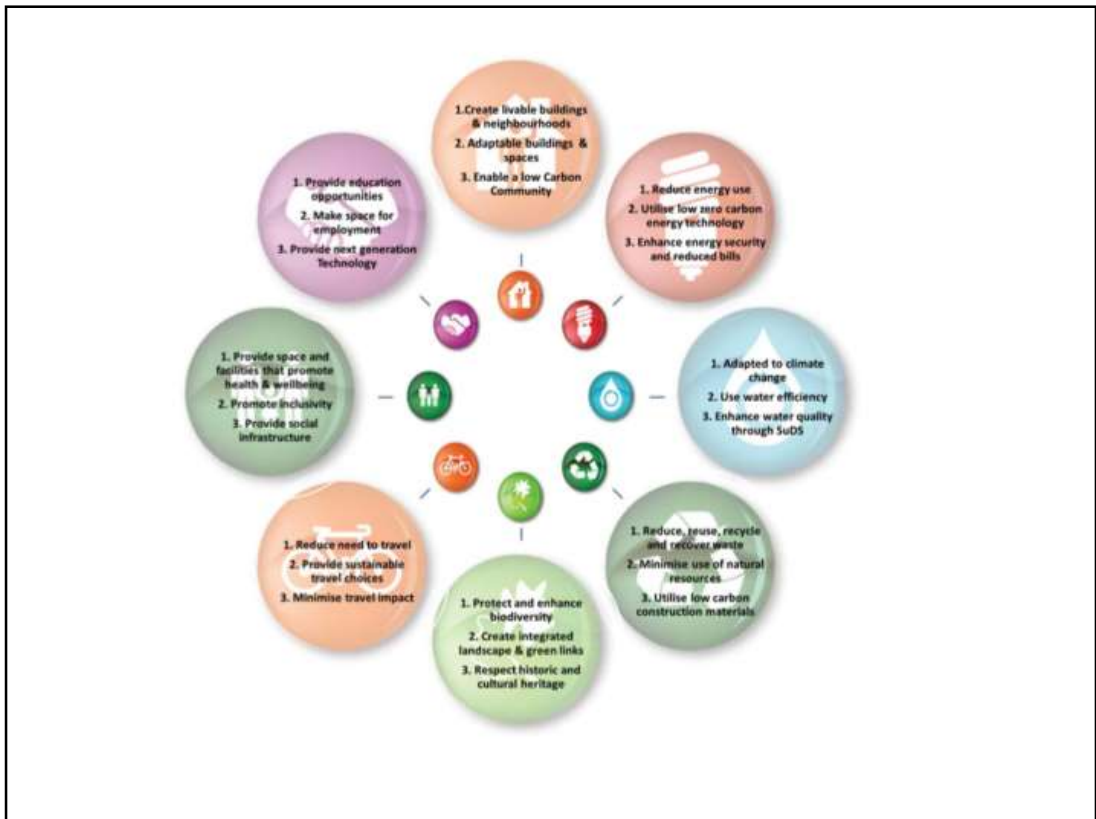 1.Create livable buildings
& neighbourhoods
2. Adaptable buildings &
spaces
3. Enable a low Carbon
Community
1. Reduce energy use
2. Utilise low zero carbon
energy technology
3. Enhance energy security
and reduced bills
1. Adapted to climate
change
2. Use water efficiency
3. Enhance water quality
through SuDS
1. Reduce, reuse, recycle
and recover waste
2. Minimise use of natural
resources
3. Utilise low carbon
construction materials
1. Protect and enhance
biodiversity
2. Create integrated
landscape & green links
3. Respect historic and
cultural heritage
1. Reduce need to travel
2. Provide sustainable
travel choices
3. Minimise travel impact
1. Provide space and
facilities that promote
health & wellbeing
2. Promote inclusivity
3. Provide social
infrastructure
1. Provide education
opportunities
2. Make space for
employment
3. Provide next generation
Technology